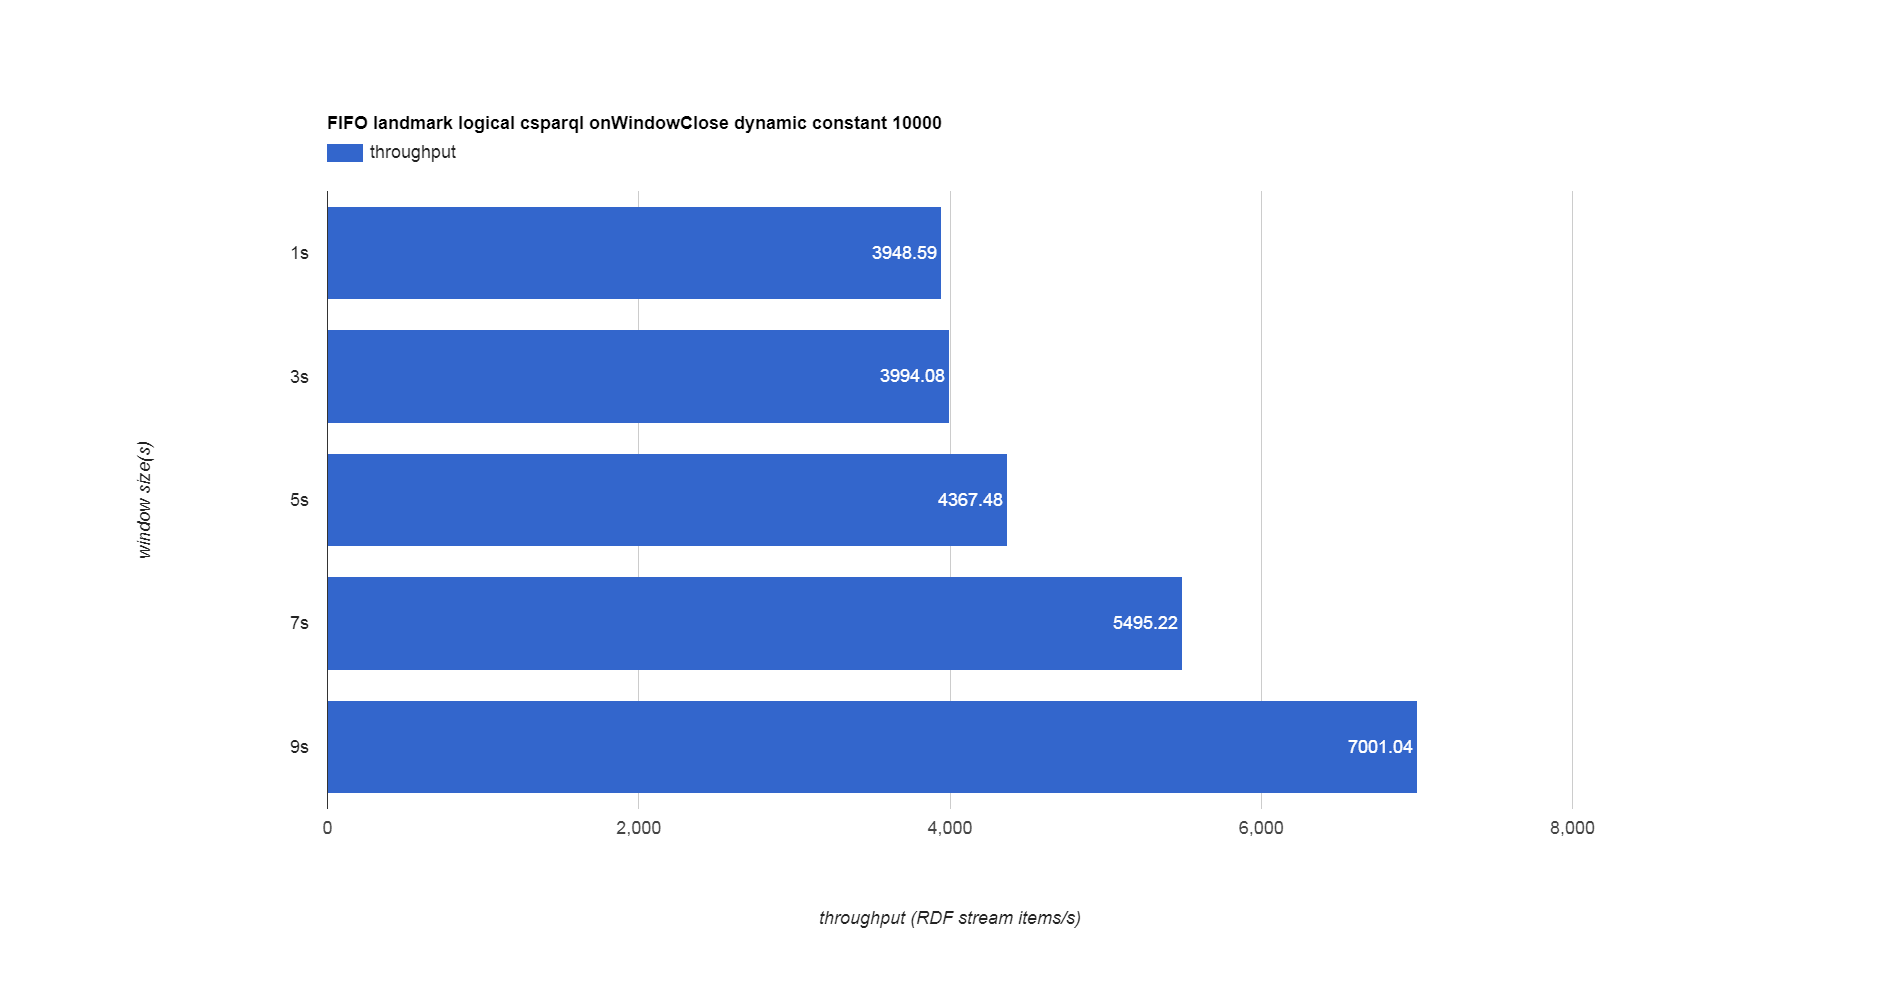 FIFO landmark logical csparql onWindowClose dynamic constant 10000
throughput
1s
3948.59
3s
3994.08
5s
4367.48
7s
5495.22
9s
7001.04
0 2,000 4,000 6,000 8,000
window size(s)
throughput (RDF stream items/s)